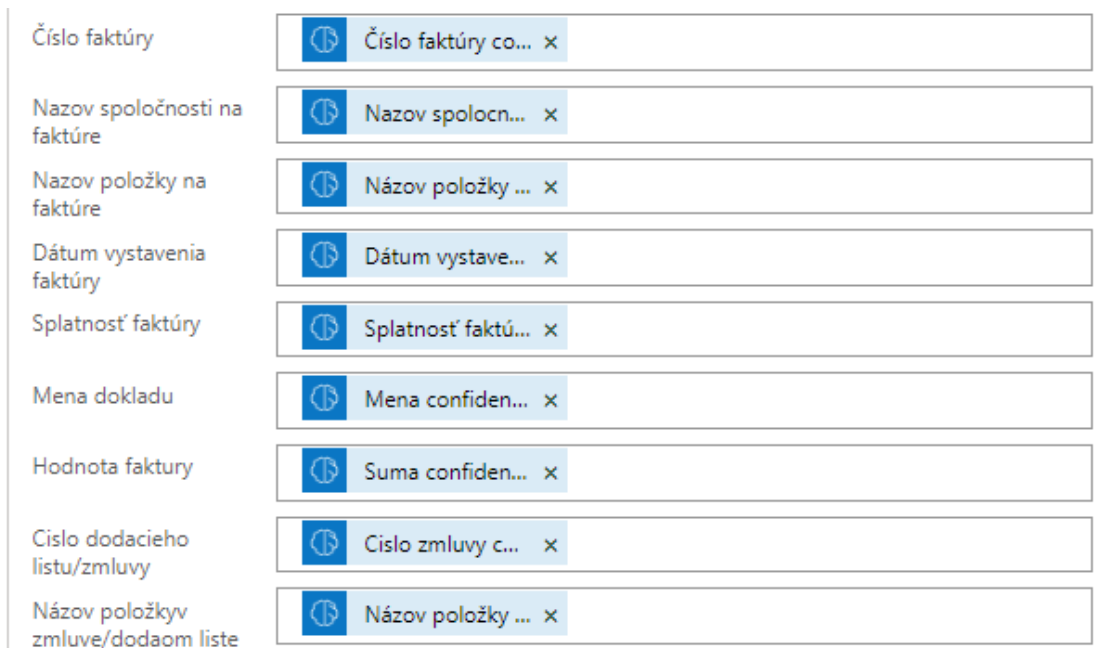 Číslo faktúry
Číslo faktúry co... ×
Nazov spoločnosti na
faktúre
Nazov spolocn... ×
Nazov položky na
faktúre
Názov položky ... ×
Dátum vystavenia
faktúry
Dátum vystave... ×
Splatnosť faktúry
Splatnosť faktú... ×
Mena dokladu
Mena confiden... ×
Hodnota faktury
Suma confiden... ×
Cislo dodacieho
listu/zmluvy
Cislo zmluvy c... ×
Názov položkyv
zmluve/dodaom liste
Názov položky ... ×